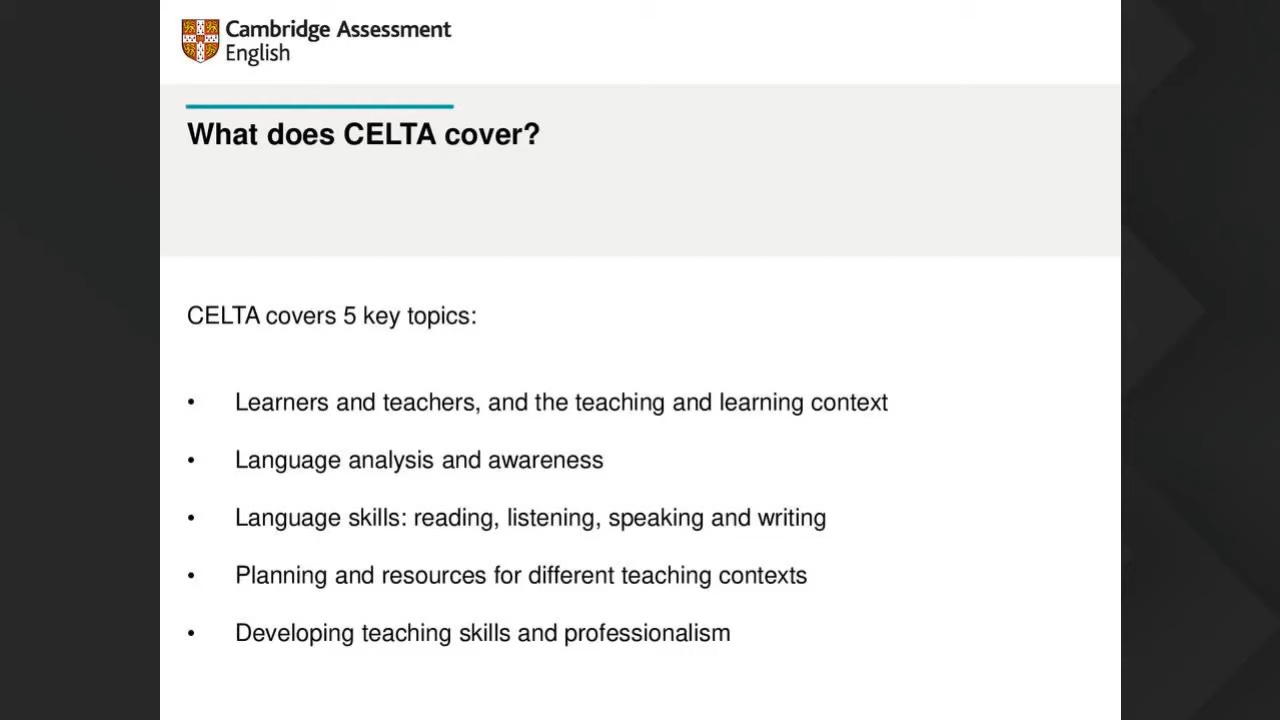 Cambridge Assessment
English
What does CELTA cover?
CELTA covers 5 key topics:
• Learners and teachers, and the teaching and learning context
• Language analysis and awareness
• Language skills: reading, listening, speaking and writing
• Planning and resources for different teaching contexts
• Developing teaching skills and professionalism